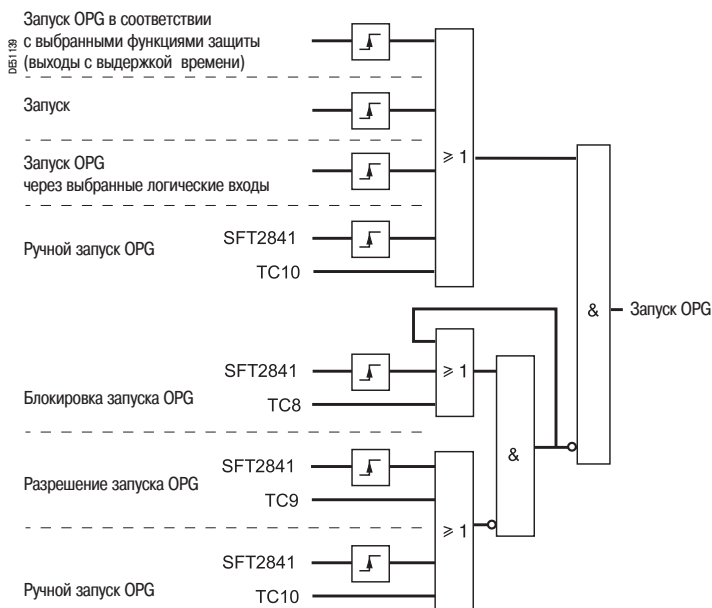 DE51139
Запуск OPG в соответствии
с выбранными функциями защиты
(выходы с выдержкой времени)
Запуск
Запуск OPG
через выбранные логические входы
≥ 1
Ручной запуск OPG
SFT2841
TC10
&
Запуск OPG
SFT2841
≥ 1
Блокировка запуска OPG
TC8
&
SFT2841
Разрешение запуска OPG
TC9
≥ 1
SFT2841
Ручной запуск OPG
TC10